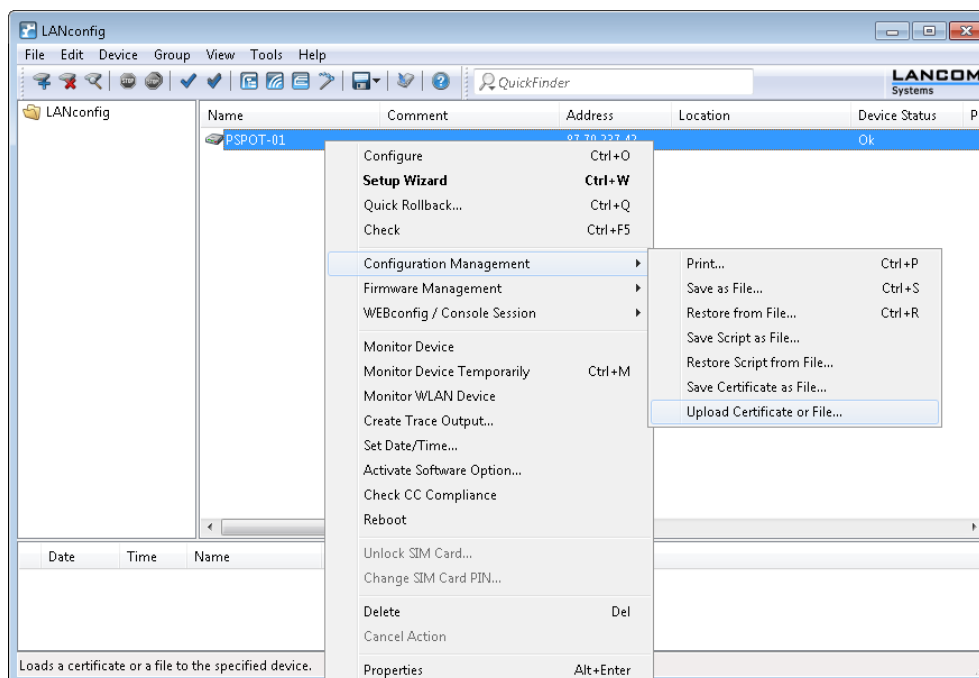 LANconfig
File Edit Device Group View Tools Help
QuickFinder
LANCOM
Systems
LANconfig
Name Comment Address Location Device Status P
PSPOT-01 Ok
Configure Ctrl+O
Setup Wizard Ctrl+W
Quick Rollback... Ctrl+Q
Check Ctrl+F5
Configuration Management
Firmware Management
WEBconfig / Console Session
Monitor Device
Monitor Device Temporarily Ctrl+M
Monitor WLAN Device
Create Trace Output...
Set Date/Time...
Activate Software Option...
Check CC Compliance
Reboot
Unlock SIM Card...
Change SIM Card PIN...
Delete Del
Cancel Action
Properties Alt+Enter
Print... Ctrl+P
Save as File... Ctrl+S
Restore from File... Ctrl+R
Save Script as File...
Restore Script from File...
Save Certificate as File...
Upload Certificate or File...
Date Time Name
Loads a certificate or a file to the specified device.